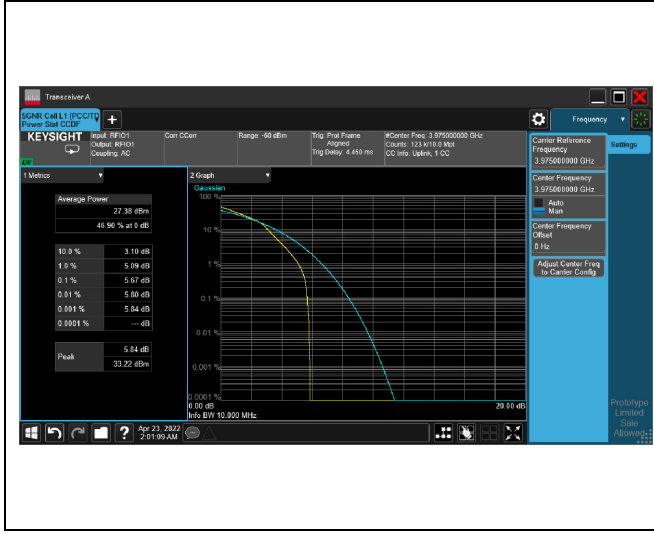 Transceiver A
5GNR Cell L1 (PCC/TD
Power Stat CCDF
KEYSIGHT
Input: RFIO1
Output: RFIO1
Coupling: AC
Corr CCorr
Range: -60 dBm
Trig: Prot Frame
Aligned
Trig Delay: 4.450 ms
#Center Freq: 3.975000000 GHz
Counts: 123 k/10.0 Mpt
CC Info: Uplink, 1 CC
1 Metrics
Average Power
27.38 dBm
46.90 % at 0 dB
10.0 % 3.10 dB
1.0 % 5.09 dB
0.1 % 5.67 dB
0.01 % 5.80 dB
0.001 % 5.84 dB
0.0001 % --- dB
Peak 5.84 dB
33.22 dBm
2 Graph
Gaussian
100 %
10 %
1 %
0.1 %
0.01 %
0.001 %
0.0001 %
0.00 dB 20.00 dB
Info BW 10.000 MHz
Frequency
Settings
Carrier Reference
Frequency
3.975000000 GHz
Center Frequency
3.975000000 GHz
Auto
Man
Center Frequency
Offset
0 Hz
Adjust Center Freq
to Carrier Config
Prototype
Limited
Sale
Allowed
Apr 23, 2022
2:01:09 AM